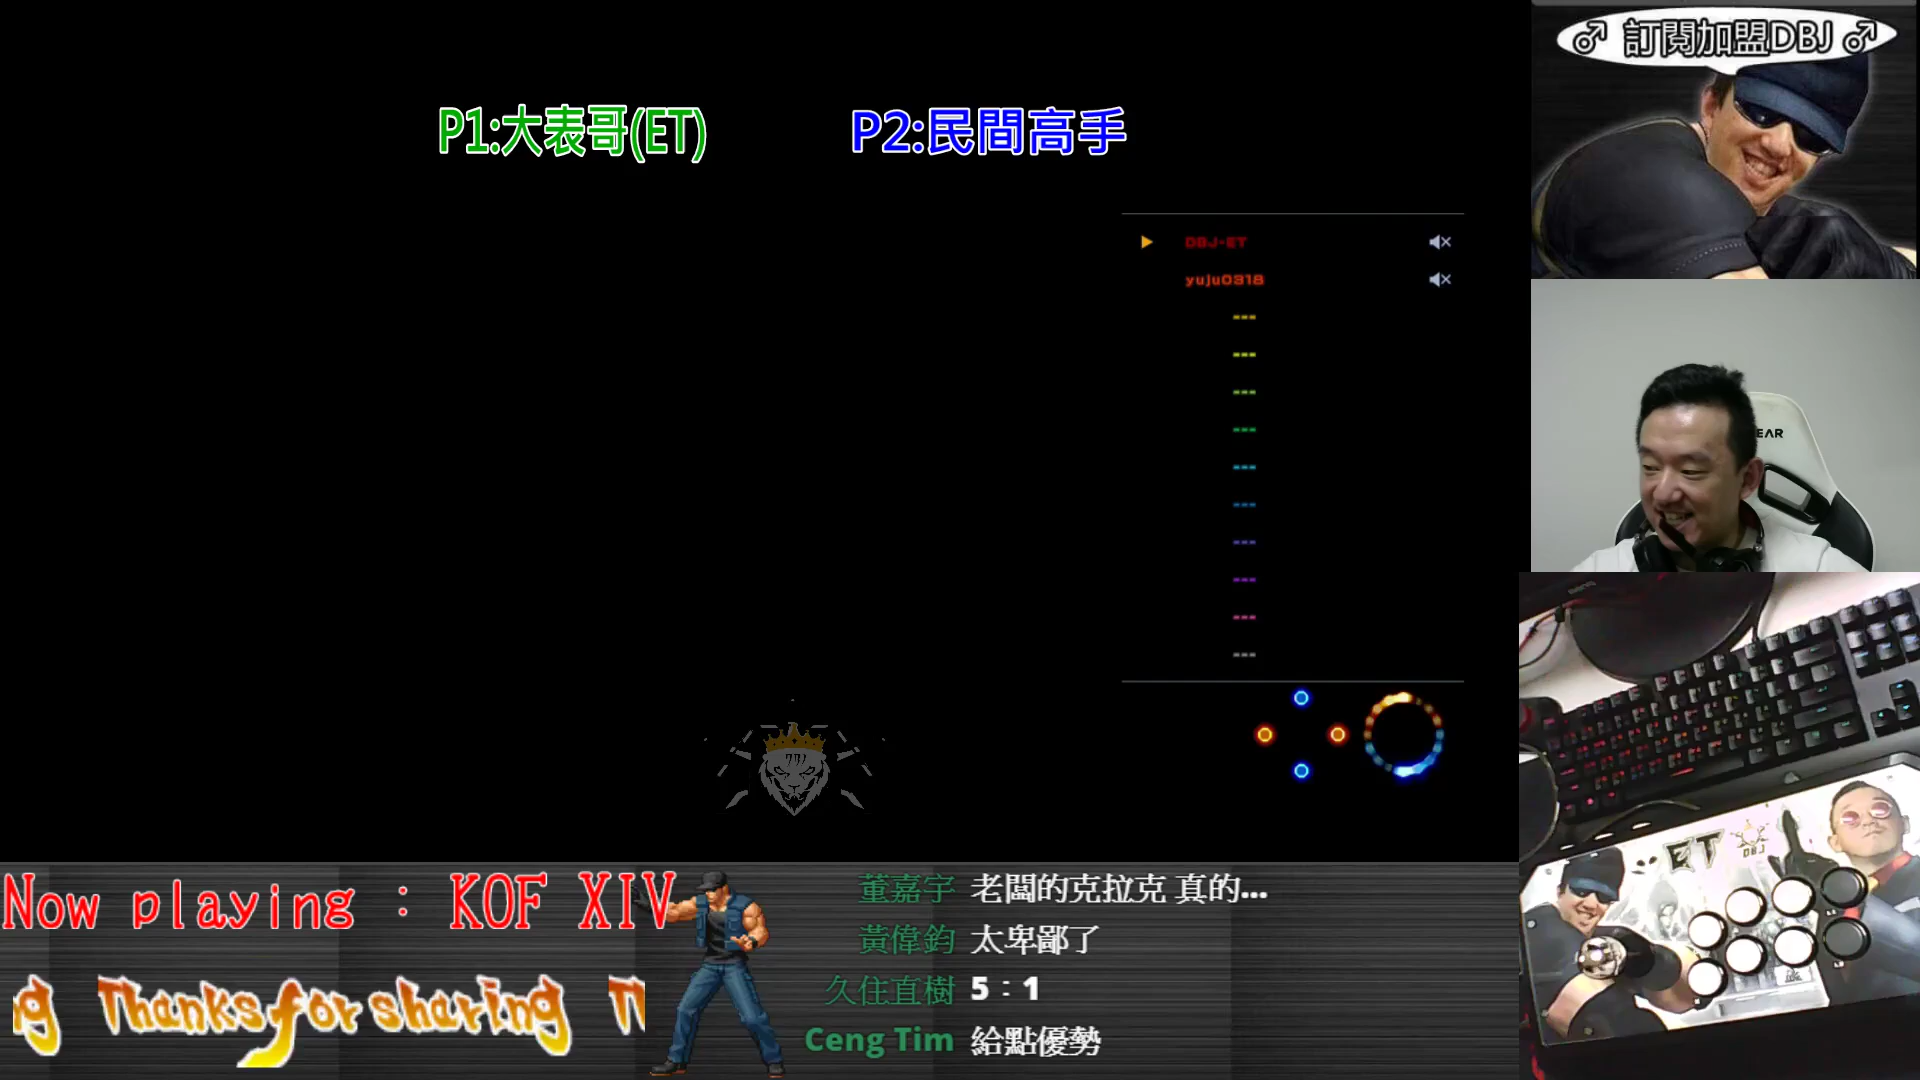 ♂ 訂閱加盟DBJ ♂
P1:大表哥(ET)
P2:民間高手
DBJ-ET
yuju0318
---
---
---
---
---
---
---
---
---
---
EAR
ET
DBJ
Now playing : KOF XIV
g Thanks for sharing T
董嘉宇 老闆的克拉克 真的...
黃偉鈞 太卑鄙了
久住直樹 5:1
Ceng Tim 給點優勢